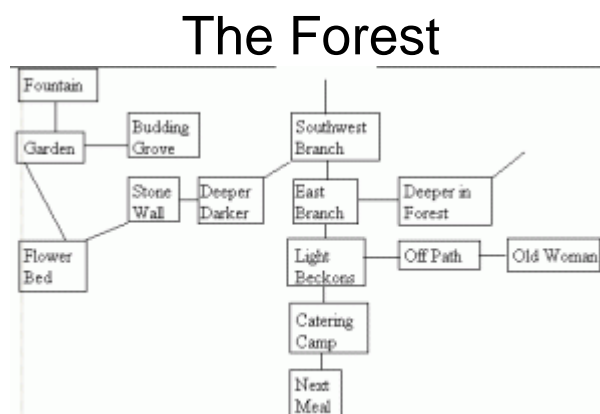 The Forest
Fountain
Budding
Grove
Garden
Southwest
Branch
Stone
Wall
Deeper
Darker
East
Branch
Deeper in
Forest
Flower
Bed
Light
Beckons
Off Path
Old Woman
Catering
Camp
Next
Meal